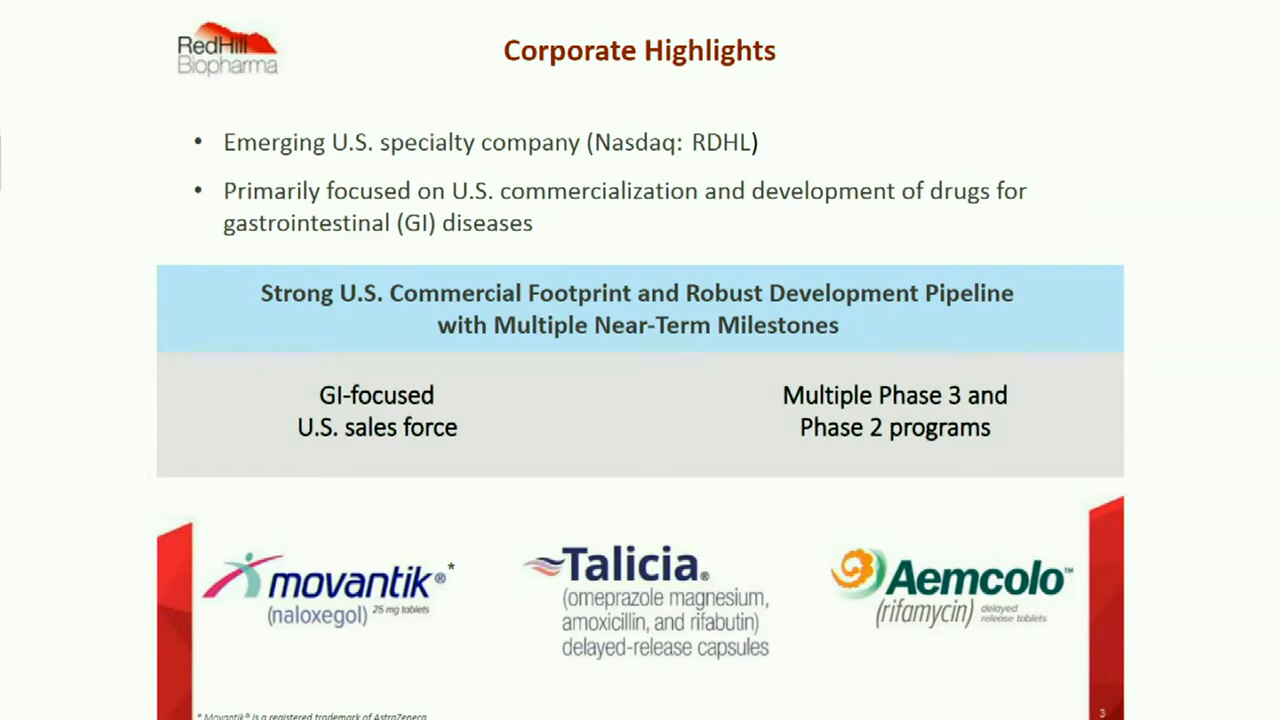 RedHill
Biopharma
Corporate Highlights
• Emerging U.S. specialty company (Nasdaq: RDHL)
• Primarily focused on U.S. commercialization and development of drugs for
gastrointestinal (GI) diseases
Strong U.S. Commercial Footprint and Robust Development Pipeline
with Multiple Near-Term Milestones
GI-focused
U.S. sales force
Multiple Phase 3 and
Phase 2 programs
movantik®*
(naloxegol) 25 mg tablets
Talicia®
(omeprazole magnesium,
amoxicillin, and rifabutin)
delayed-release capsules
Aemcolo™
(rifamycin) delayed
release tablets
* Movantik® is a registered trademark of AstraZeneca
3